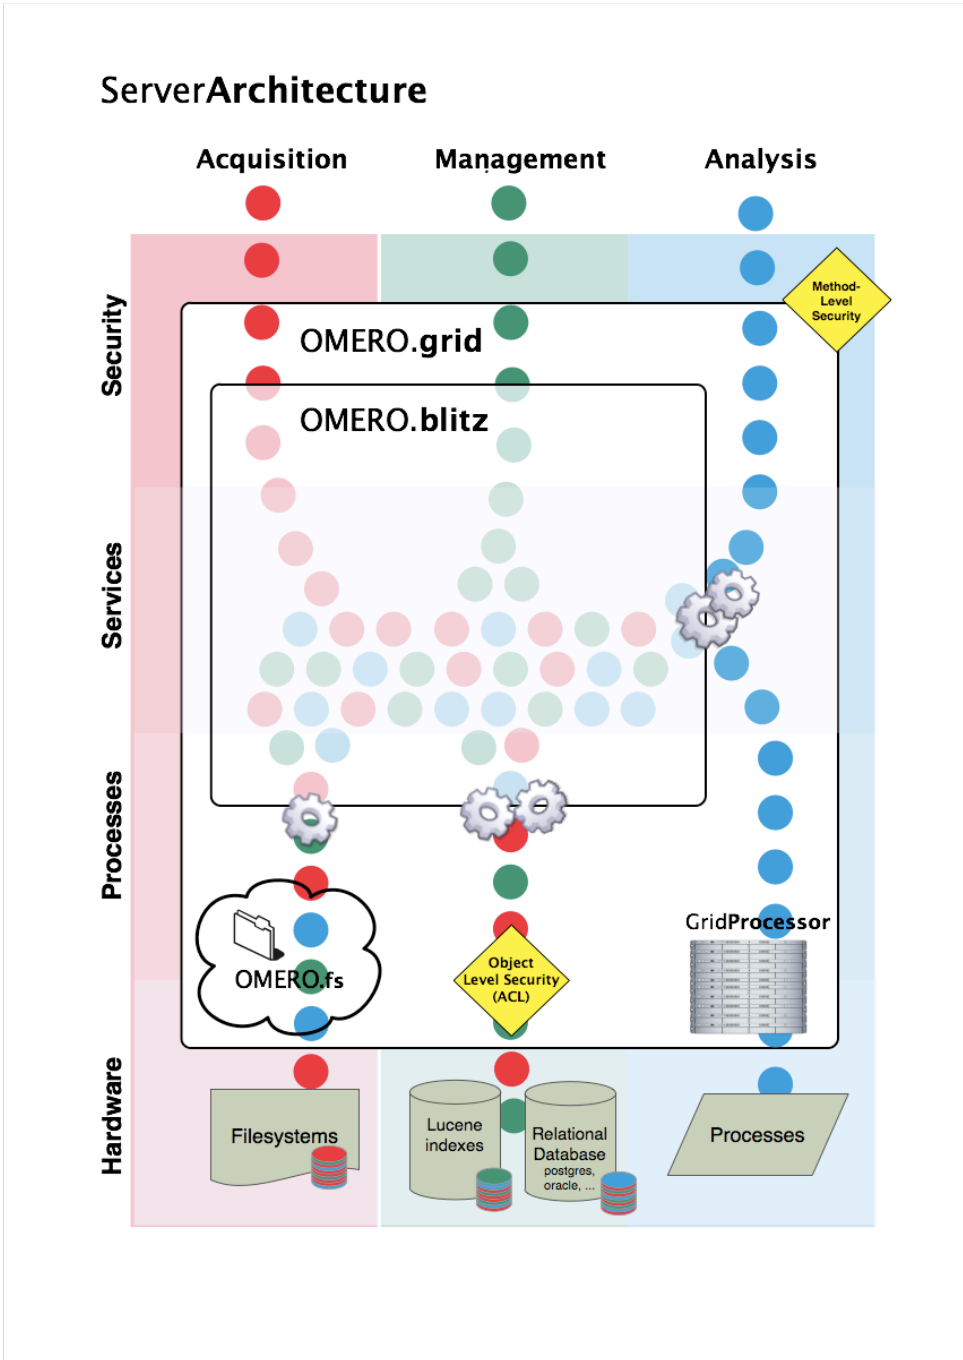 ServerArchitecture
Acquisition
Management
Analysis
Security
Services
Processes
Hardware
Method-
Level
Security
OMERO.grid
OMERO.blitz
OMERO.fs
Object
Level Security
(ACL)
GridProcessor
Filesystems
Lucene
indexes
Relational
Database
postgres,
oracle, ...
Processes